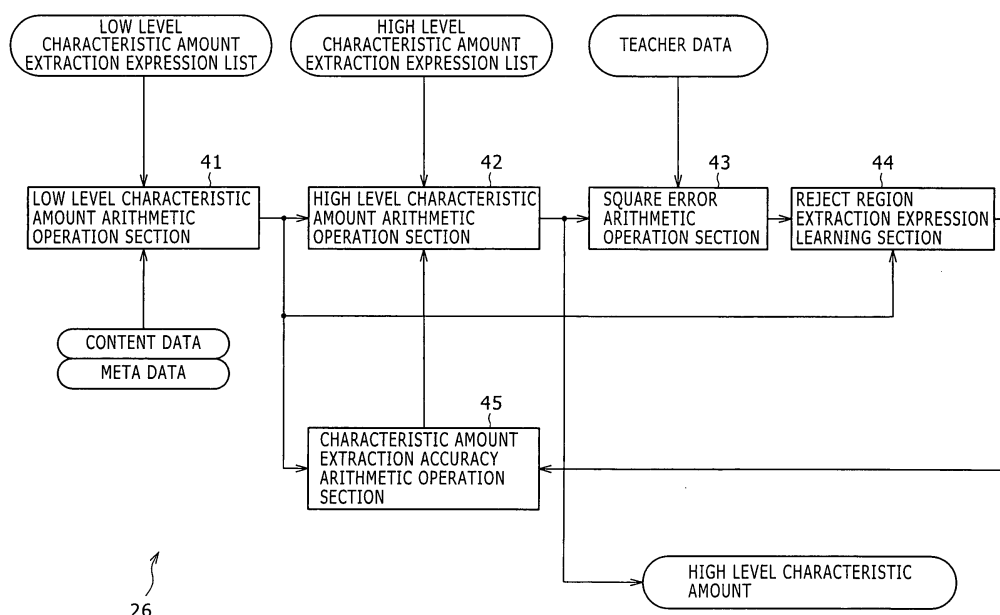 LOW LEVEL
CHARACTERISTIC AMOUNT
EXTRACTION EXPRESSION LIST
HIGH LEVEL
CHARACTERISTIC AMOUNT
EXTRACTION EXPRESSION LIST
TEACHER DATA
41
LOW LEVEL CHARACTERISTIC
AMOUNT ARITHMETIC
OPERATION SECTION
42
HIGH LEVEL CHARACTERISTIC
AMOUNT ARITHMETIC
OPERATION SECTION
43
SQUARE ERROR
ARITHMETIC
OPERATION SECTION
44
REJECT REGION
EXTRACTION EXPRESSION
LEARNING SECTION
CONTENT DATA
META DATA
45
CHARACTERISTIC AMOUNT
EXTRACTION ACCURACY
ARITHMETIC OPERATION
SECTION
HIGH LEVEL CHARACTERISTIC
AMOUNT
26